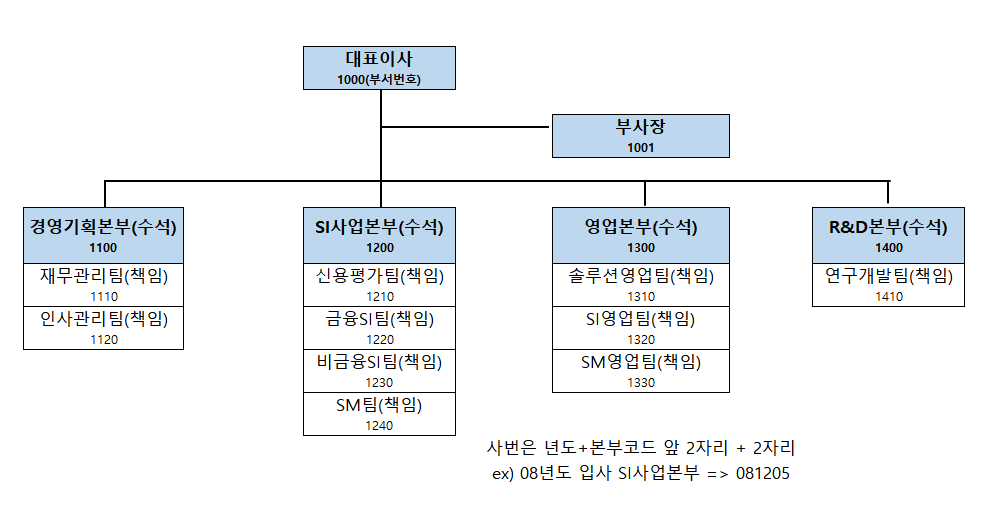 대표이사
1000(부서번호)
부사장
1001
경영기획본부(수석)
1100
재무관리팀(책임)
1110
인사관리팀(책임)
1120
SI사업본부(수석)
1200
신용평가팀(책임)
1210
금융SI팀(책임)
1220
비금융SI팀(책임)
1230
SM팀(책임)
1240
영업본부(수석)
1300
솔루션영업팀(책임)
1310
SI영업팀(책임)
1320
SM영업팀(책임)
1330
R&D본부(수석)
1400
연구개발팀(책임)
1410
사번은 년도+본부코드 앞 2자리 + 2자리
ex) 08년도 입사 SI사업본부 => 081205